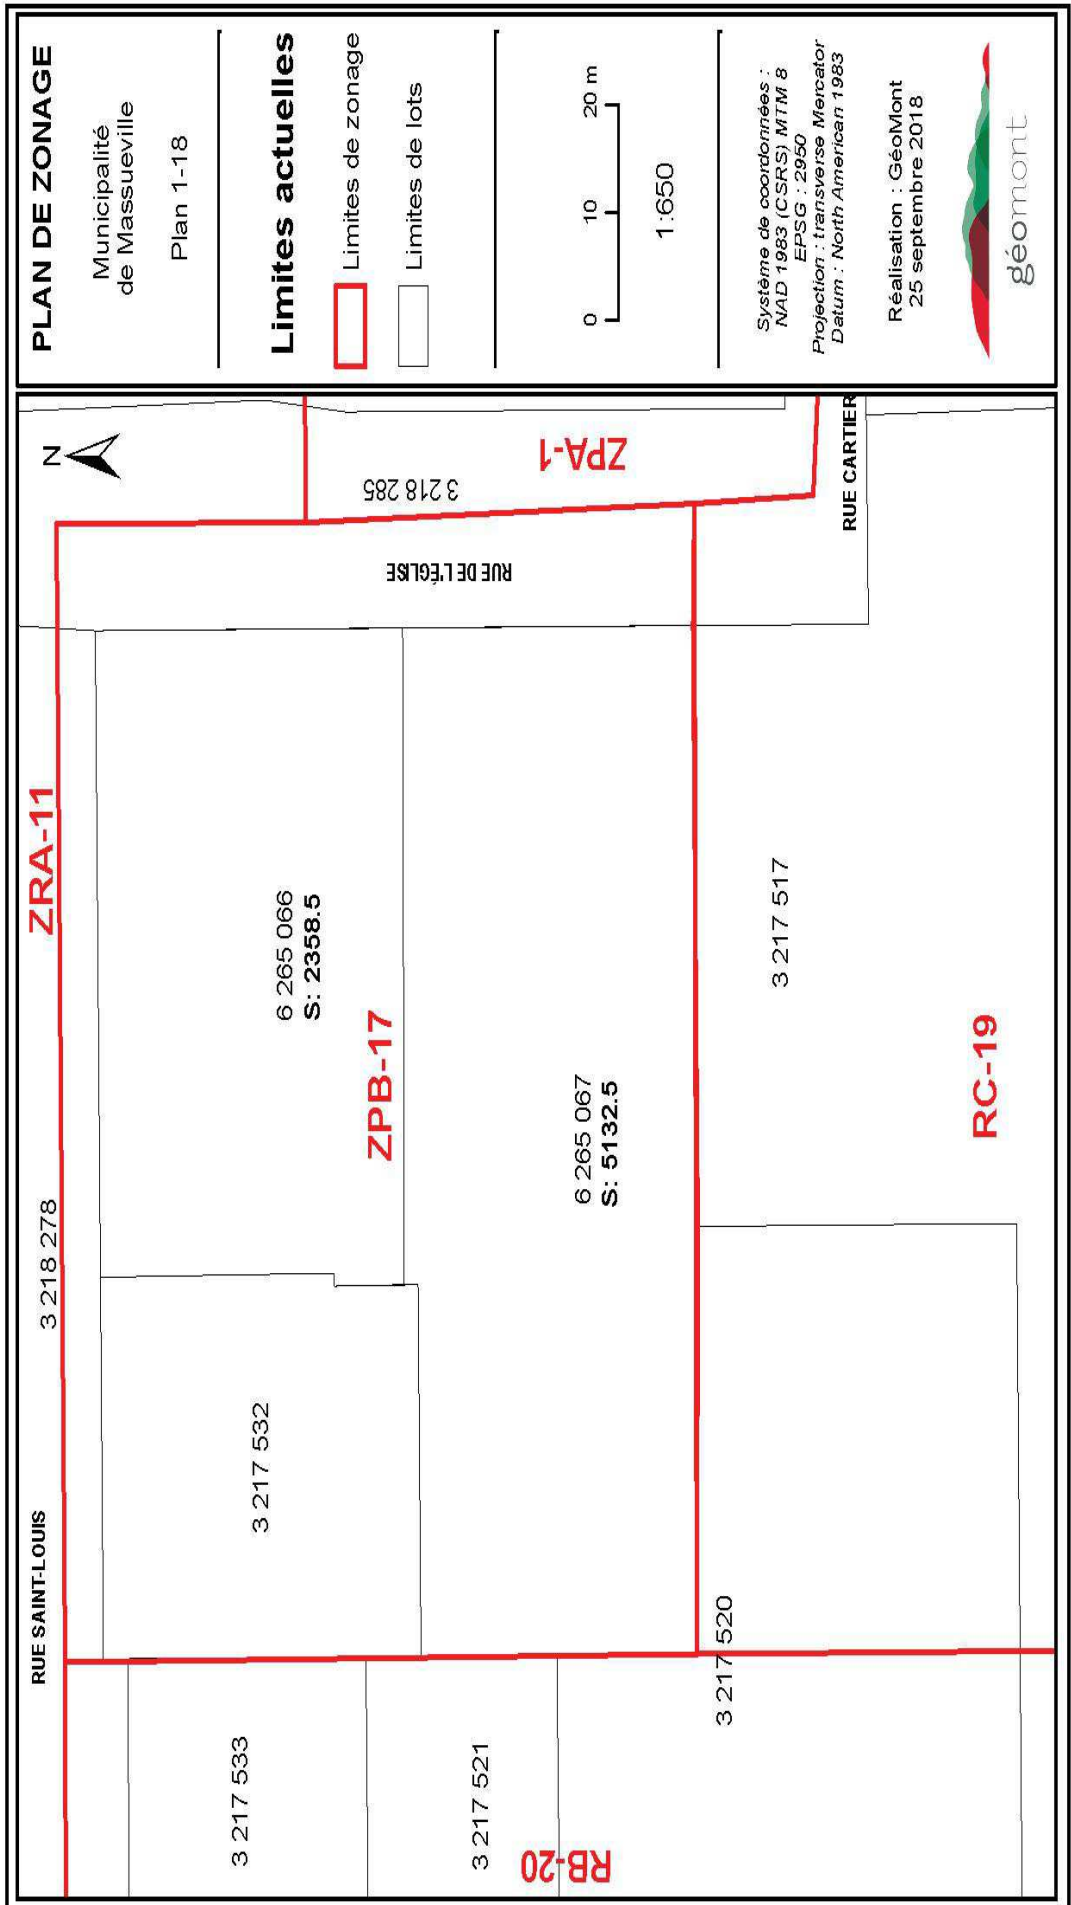 PLAN DE ZONAGE
Municipalité
de Massueville
Plan 1-18
Limites actuelles
Limites de zonage
Limites de lots
0 10 20 m
1:650
Système de coordonnées :
NAD 1983 (CSRS) MTM 8
EPSG : 2950
Projection : transverse Mercator
Datum : North American 1983
Réalisation : GéoMont
25 septembre 2018
géomont
N
RUE SAINT-LOUIS
3 218 278
ZRA-11
3 217 533
3 217 532
6 265 066
S: 2358.5
RUE DE L'ÉGLISE
3 218 285
ZPA-1
ZPB-17
3 217 521
6 265 067
S: 5132.5
RB-20
3 217 520
3 217 517
RUE CARTIER
RC-19